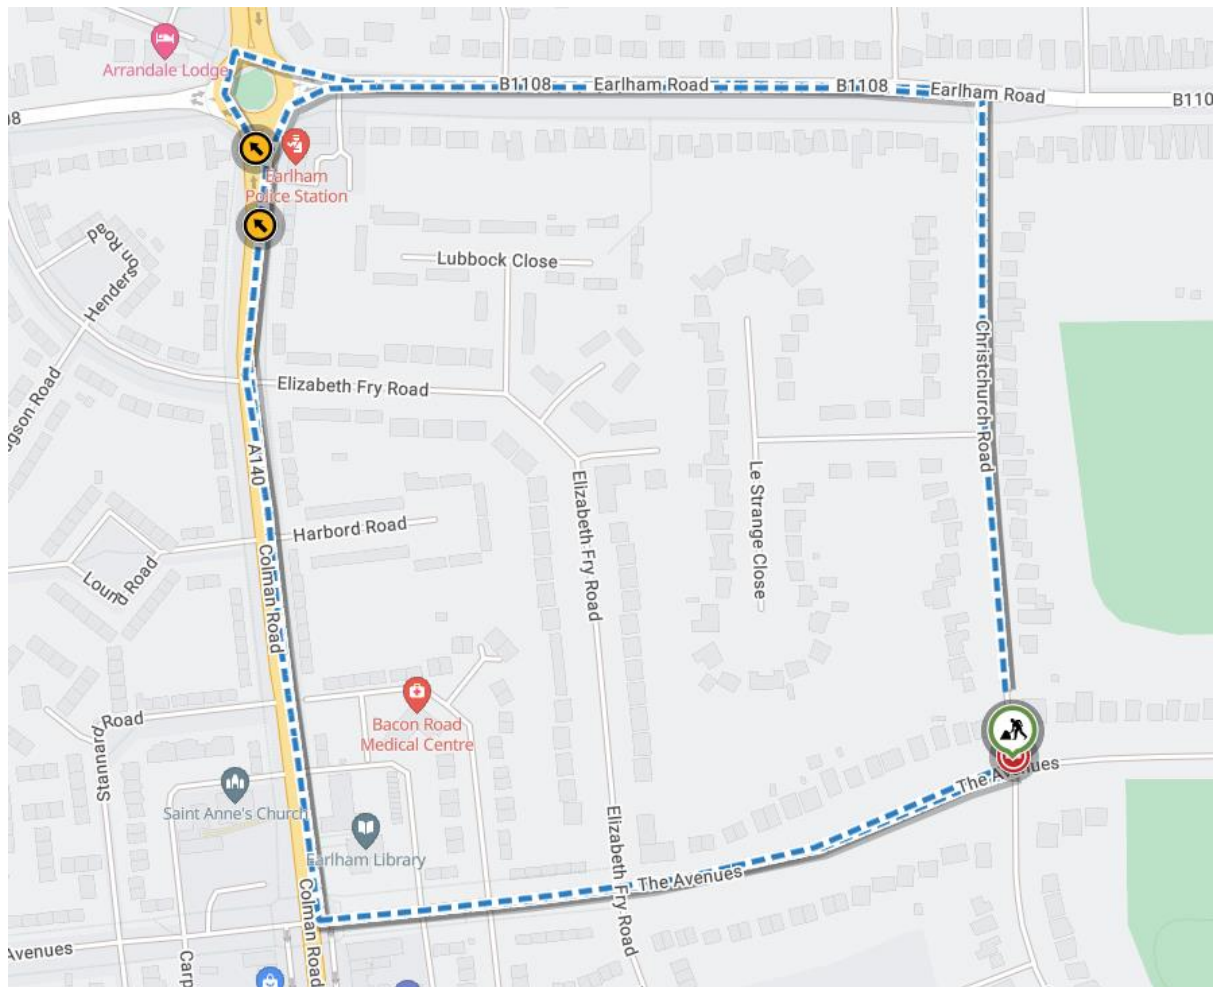 Arrandale Lodge
B1108
Earlham Road
B1108
Earlham Road
B110
08
Earlham
Police Station
Henderson Road
Lubbock Close
Elizabeth Fry Road
Christchurch Road
A140
Le Strange Close
Elizabeth Fry Road
Harbord Road
Colman Road
Lound Road
Bacon Road
Medical Centre
Road
Saint Anne's Church
The Avenues
Earlham Library
Elizabeth Fry Road
The Avenues
Colman Road
Avenues
Carp